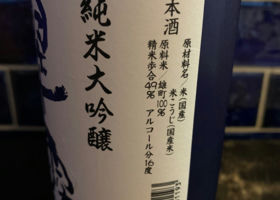 本酒
純米大吟醸
原材料名／米(国産)
米・こうじ(国産米)
原料米／雄町100%
精米歩合49% アルコール分16度